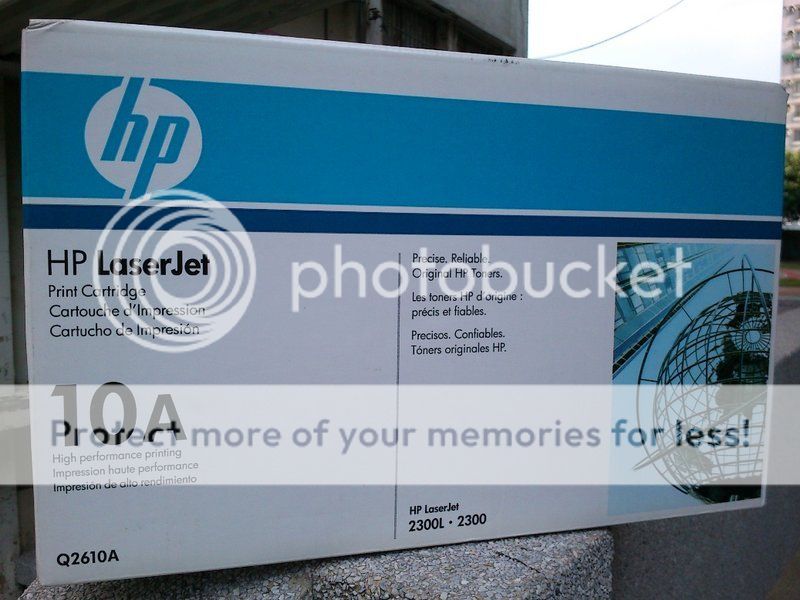 hp
HP LaserJet
Print Cartridge
Cartouche d'Impression
Cartucho de Impresión
10A
High performance printing
Impression haute performance
Impresión de alto rendimiento
Q2610A
Precise. Reliable.
Original HP Toners.
Les toners HP d'origine :
précis et fiables.
Precisos. Confiables.
Tóners originales HP.
HP LaserJet
2300L • 2300
photobucket
Protect more of your memories for less!